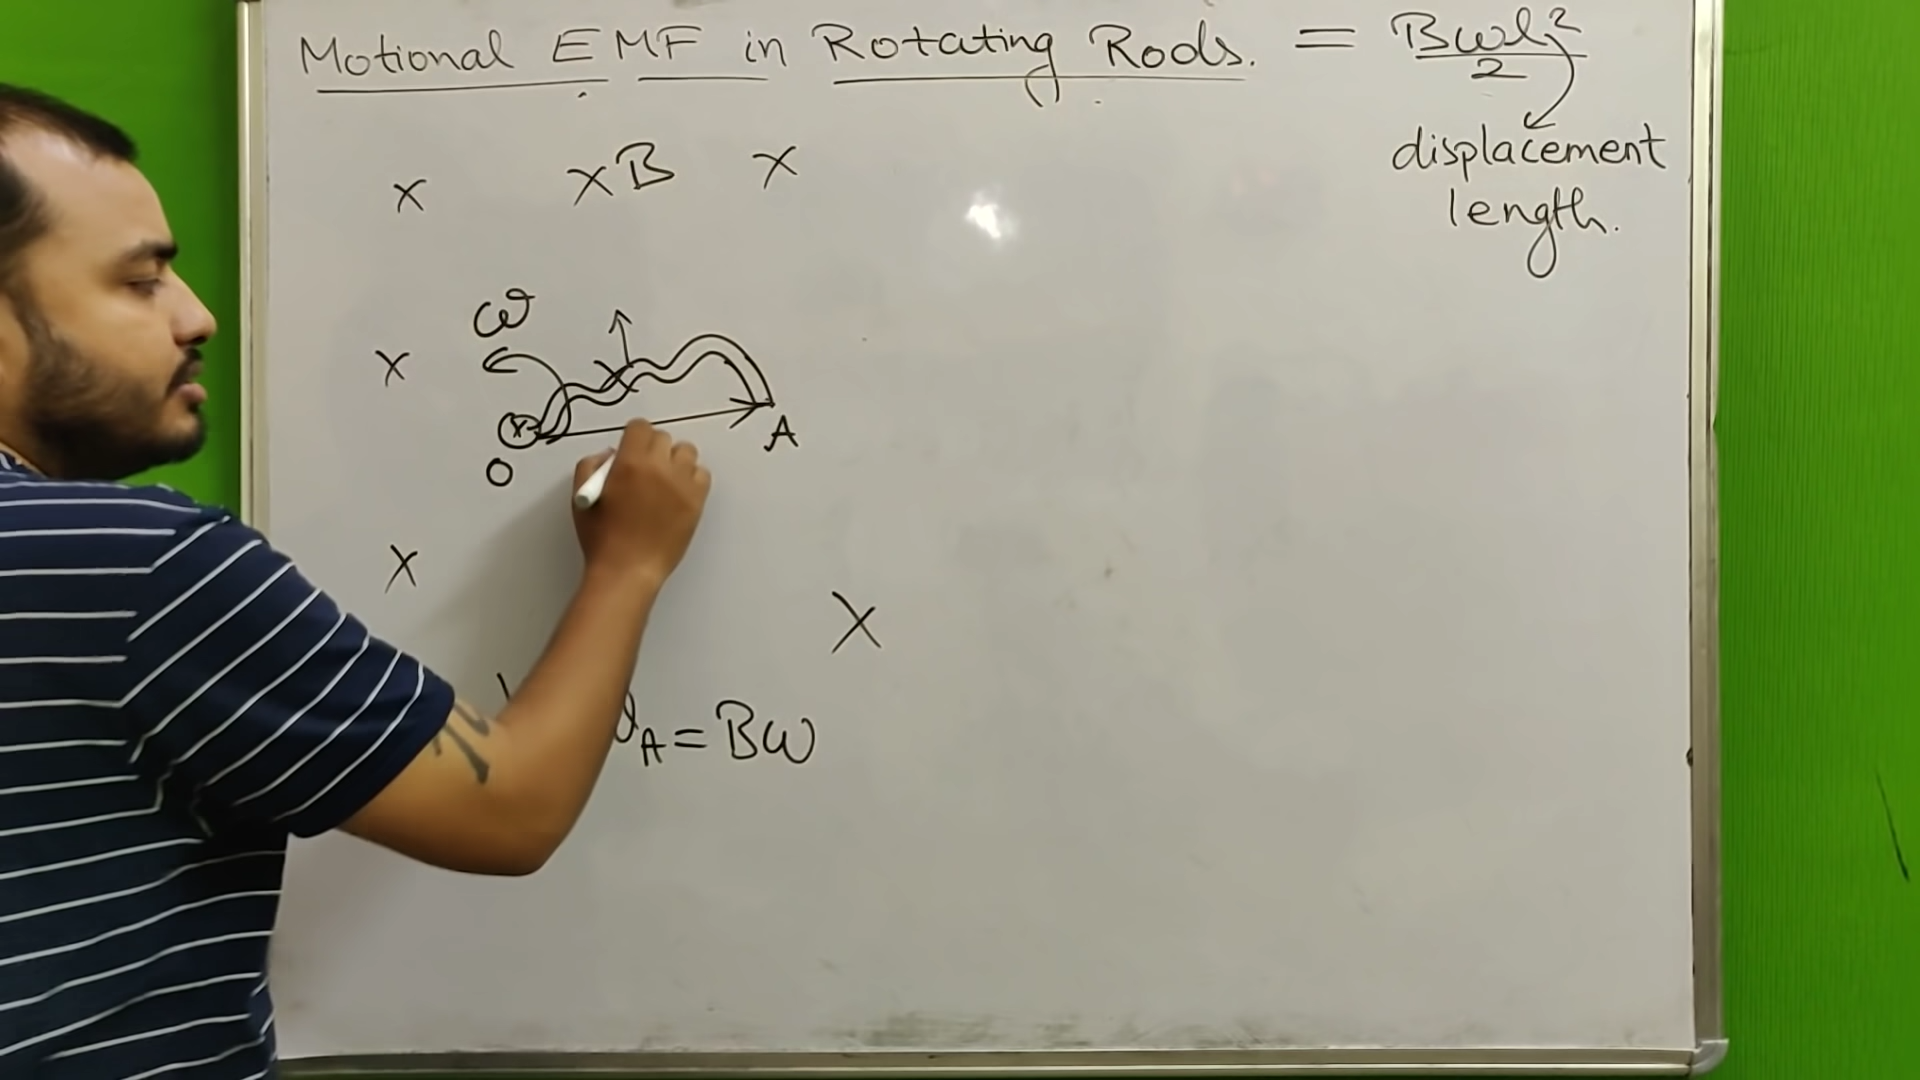 Motional EMF in Rotating Rods. = Bωl²/2
displacement
length.
x x B x
ω
x
A
O
x
x
A = Bω